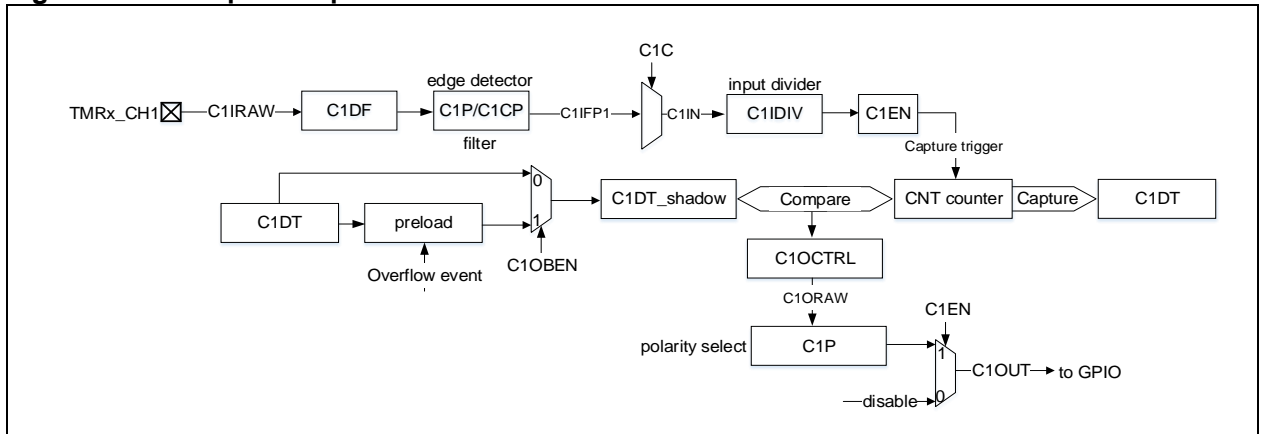 C1C
edge detector
input divider
TMRx_CH1
C1IRAW
C1DF
C1P/C1CP
C1IFP1
C1IN
C1IDIV
C1EN
filter
Capture trigger
C1DT
preload
0
1
C1OBEN
Overflow event
C1DT_shadow
Compare
CNT counter
Capture
C1DT
C1OCTRL
C1ORAW
C1EN
polarity select
C1P
1
0
disable
C1OUT
to GPIO